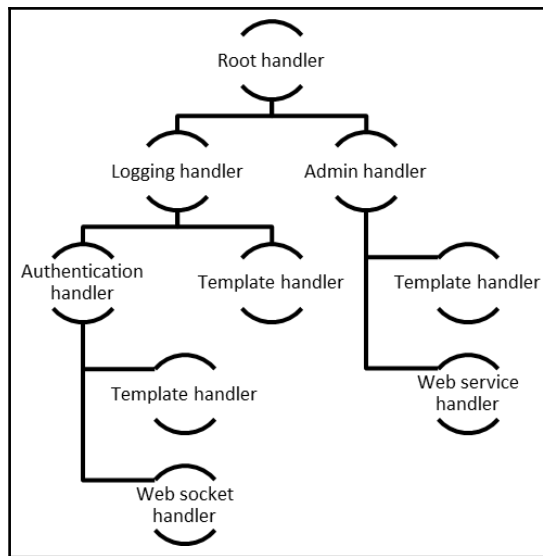 Root handler
Logging handler
Admin handler
Authentication
handler
Template handler
Template handler
Template handler
Web service
handler
Web socket
handler